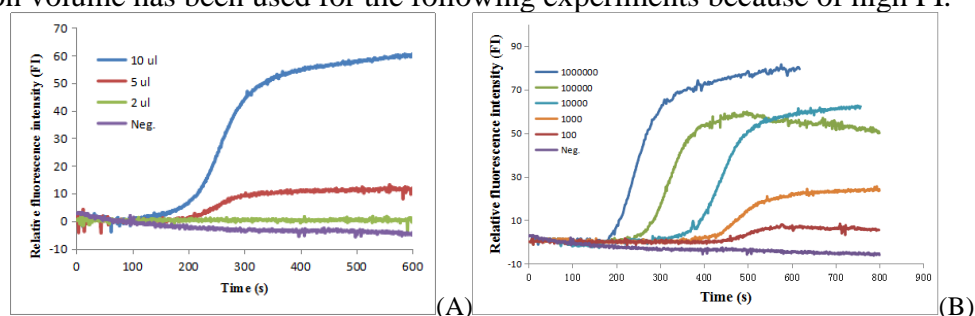 on volume has been used for the following experiments because of high FI.
70
60
50
40
30
20
10
0
-10
Relative fluorescence intensity (FI)
10 ul
5 ul
2 ul
Neg.
0 100 200 300 400 500 600
Time (s)
(A)
90
70
50
30
10
-10
Relative fluorescence intensity (FI)
1000000
100000
10000
1000
100
Neg.
0 100 200 300 400 500 600 700 800 900
Time (s)
(B)